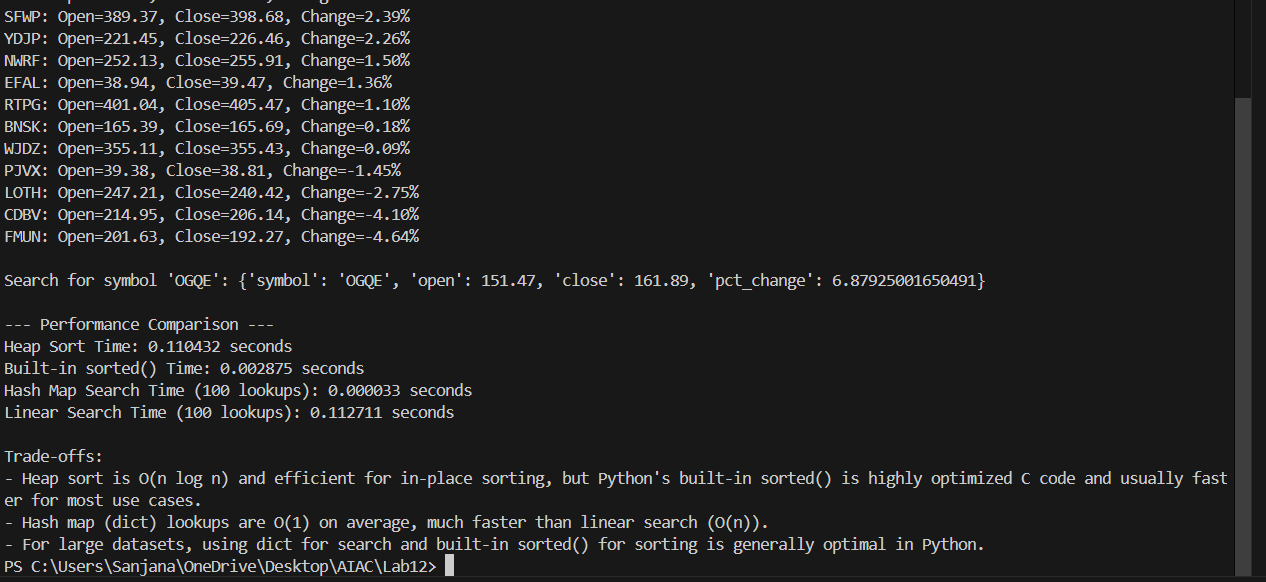 SFWP: Open=389.37, Close=398.68, Change=2.39%
YDJP: Open=221.45, Close=226.46, Change=2.26%
NWRF: Open=252.13, Close=255.91, Change=1.50%
EFAL: Open=38.94, Close=39.47, Change=1.36%
RTPG: Open=401.04, Close=405.47, Change=1.10%
BNSK: Open=165.39, Close=165.69, Change=0.18%
WJDZ: Open=355.11, Close=355.43, Change=0.09%
PJVX: Open=39.38, Close=38.81, Change=-1.45%
LOTH: Open=247.21, Close=240.42, Change=-2.75%
CDBV: Open=214.95, Close=206.14, Change=-4.10%
FMUN: Open=201.63, Close=192.27, Change=-4.64%
Search for symbol 'OGQE': {'symbol': 'OGQE', 'open': 151.47, 'close': 161.89, 'pct_change': 6.87925001650491}
--- Performance Comparison ---
Heap Sort Time: 0.110432 seconds
Built-in sorted() Time: 0.002875 seconds
Hash Map Search Time (100 lookups): 0.000033 seconds
Linear Search Time (100 lookups): 0.112711 seconds
Trade-offs:
- Heap sort is O(n log n) and efficient for in-place sorting, but Python's built-in sorted() is highly optimized C code and usually fast
er for most use cases.
- Hash map (dict) lookups are O(1) on average, much faster than linear search (O(n)).
- For large datasets, using dict for search and built-in sorted() for sorting is generally optimal in Python.
PS C:\Users\Sanjana\OneDrive\Desktop\AIAC\Lab12>